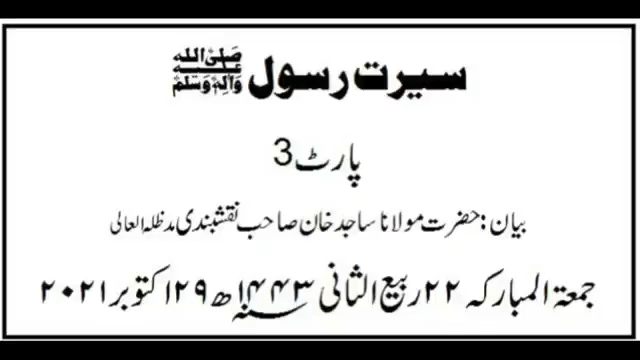 سیرت رسول صلی اللہ علیہ وآلہ وسلم
پارٹ 3
بیان: حضرت مولانا ساجد خان صاحب نقشبندی مدظلہ العالی
جمعۃ المبارکہ ۲۲ ربیع الثانی ۱۴۴۳ھ ۲۹ اکتوبر ۲۰۲۱